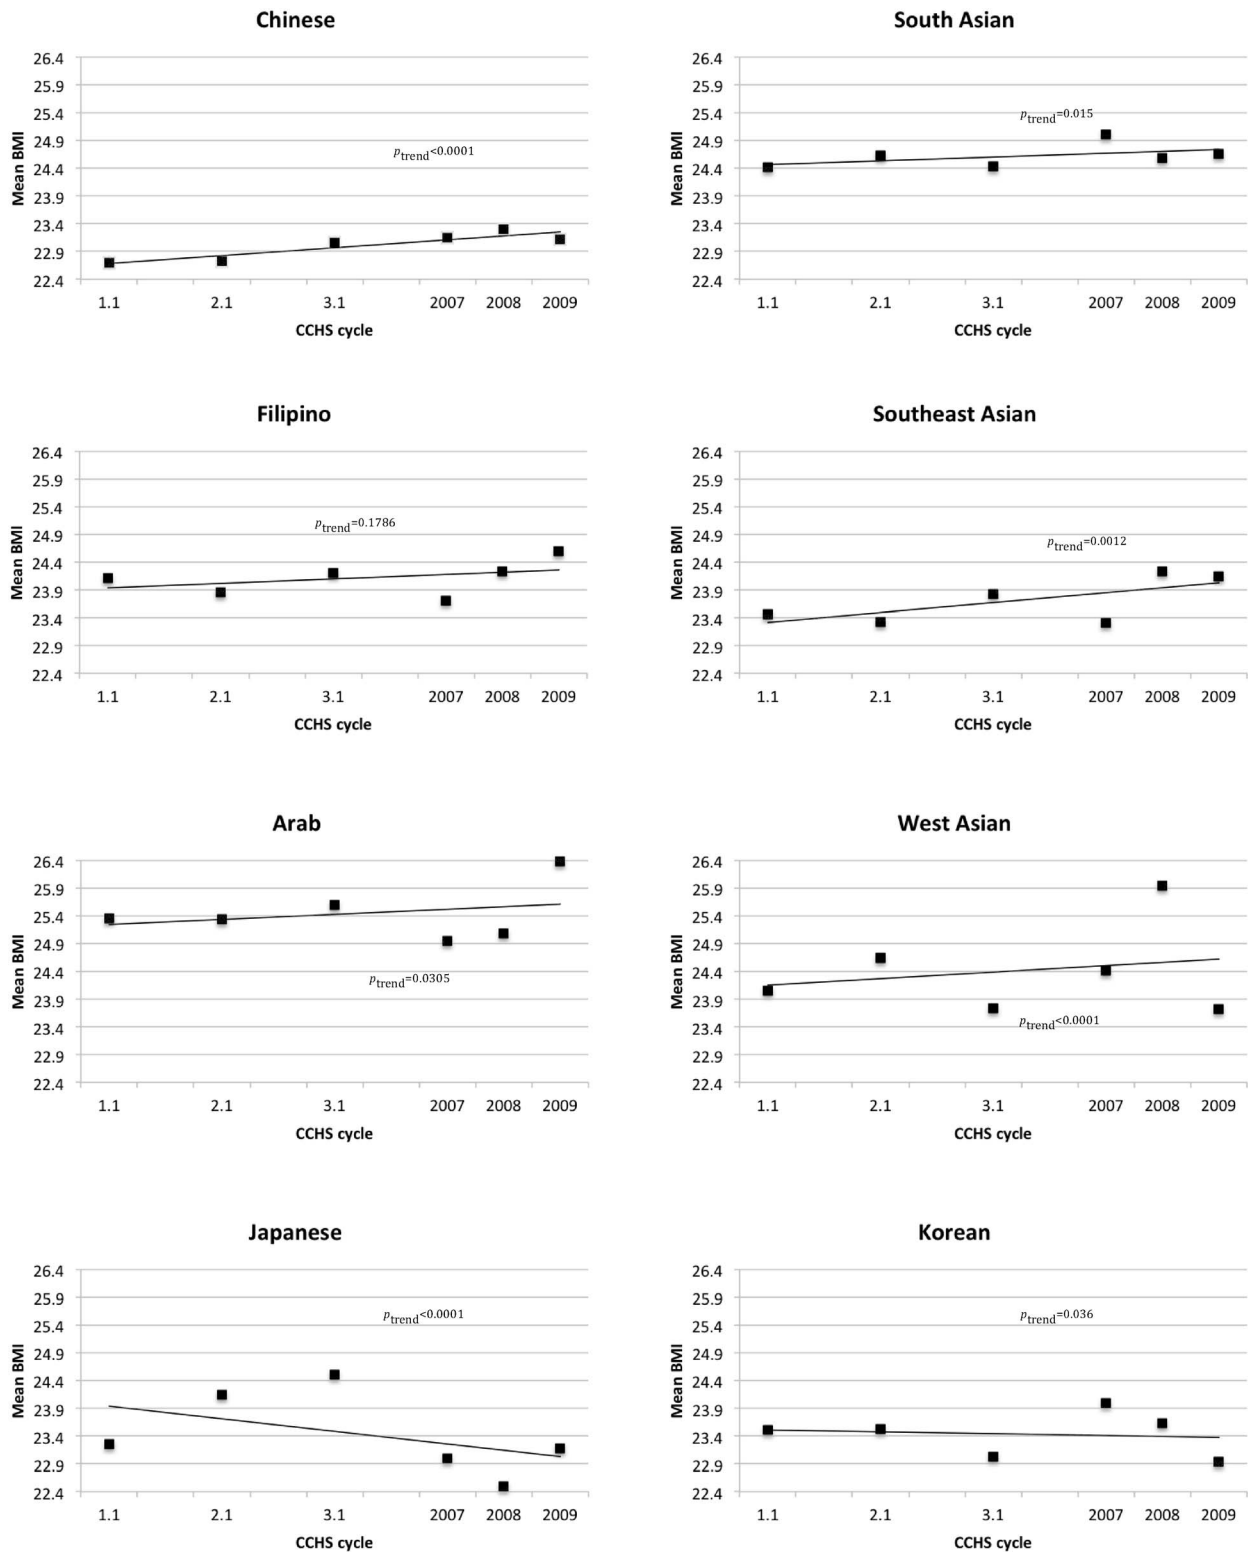 Chinese
26.4
25.9
25.4
24.9
24.4
23.9
23.4
22.9
22.4
Mean BMI
ptrend<0.0001
1.1 2.1 3.1 2007 2008 2009
CCHS cycle
South Asian
26.4
25.9
25.4
24.9
24.4
23.9
23.4
22.9
22.4
Mean BMI
ptrend=0.015
1.1 2.1 3.1 2007 2008 2009
CCHS cycle
Filipino
26.4
25.9
25.4
24.9
24.4
23.9
23.4
22.9
22.4
Mean BMI
ptrend=0.1786
1.1 2.1 3.1 2007 2008 2009
CCHS cycle
Southeast Asian
26.4
25.9
25.4
24.9
24.4
23.9
23.4
22.9
22.4
Mean BMI
ptrend=0.0012
1.1 2.1 3.1 2007 2008 2009
CCHS cycle
Arab
26.4
25.9
25.4
24.9
24.4
23.9
23.4
22.9
22.4
Mean BMI
ptrend=0.0305
1.1 2.1 3.1 2007 2008 2009
CCHS cycle
West Asian
26.4
25.9
25.4
24.9
24.4
23.9
23.4
22.9
22.4
Mean BMI
ptrend<0.0001
1.1 2.1 3.1 2007 2008 2009
CCHS cycle
Japanese
26.4
25.9
25.4
24.9
24.4
23.9
23.4
22.9
22.4
Mean BMI
ptrend<0.0001
1.1 2.1 3.1 2007 2008 2009
CCHS cycle
Korean
26.4
25.9
25.4
24.9
24.4
23.9
23.4
22.9
22.4
Mean BMI
ptrend=0.036
1.1 2.1 3.1 2007 2008 2009
CCHS cycle